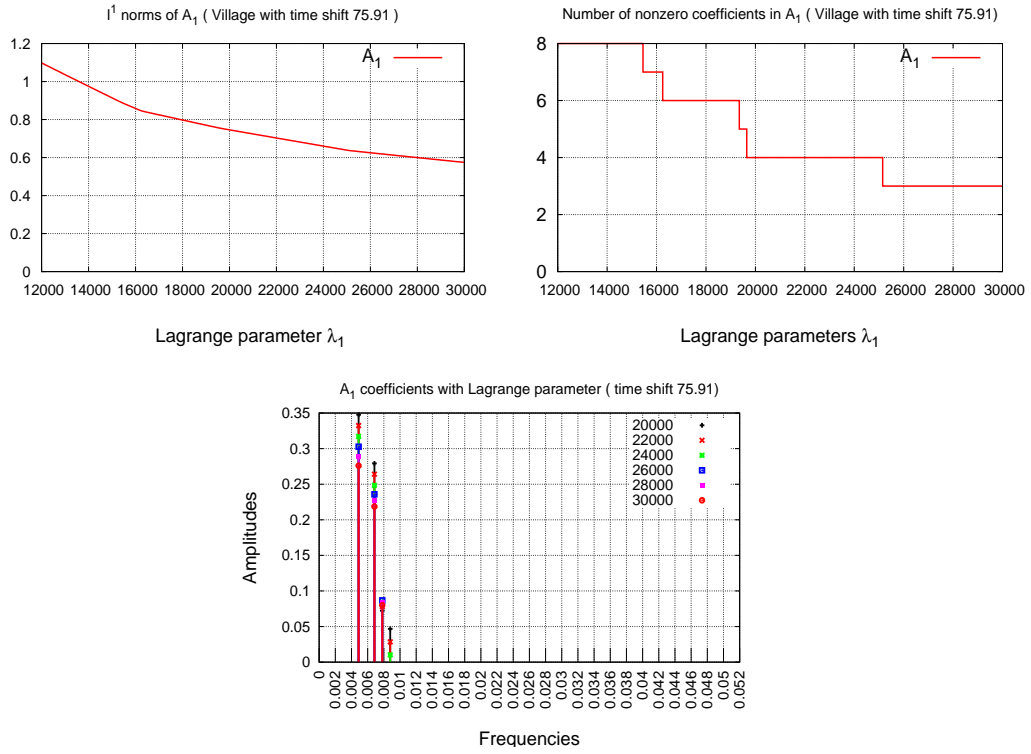 l1 norms of A1 ( Village with time shift 75.91 )
A1
1.2
1
0.8
0.6
0.4
0.2
0
12000 14000 16000 18000 20000 22000 24000 26000 28000 30000
Lagrange parameter λ1
Number of nonzero coefficients in A1 ( Village with time shift 75.91)
A1
8
6
4
2
0
12000 14000 16000 18000 20000 22000 24000 26000 28000 30000
Lagrange parameters λ1
A1 coefficients with Lagrange parameter ( time shift 75.91)
20000
22000
24000
26000
28000
30000
Amplitudes
0.35
0.3
0.25
0.2
0.15
0.1
0.05
0
0 0.002 0.004 0.006 0.008 0.01 0.012 0.014 0.016 0.018 0.02 0.022 0.024 0.026 0.028 0.03 0.032 0.034 0.036 0.038 0.04 0.042 0.044 0.046 0.048 0.05 0.052
Frequencies